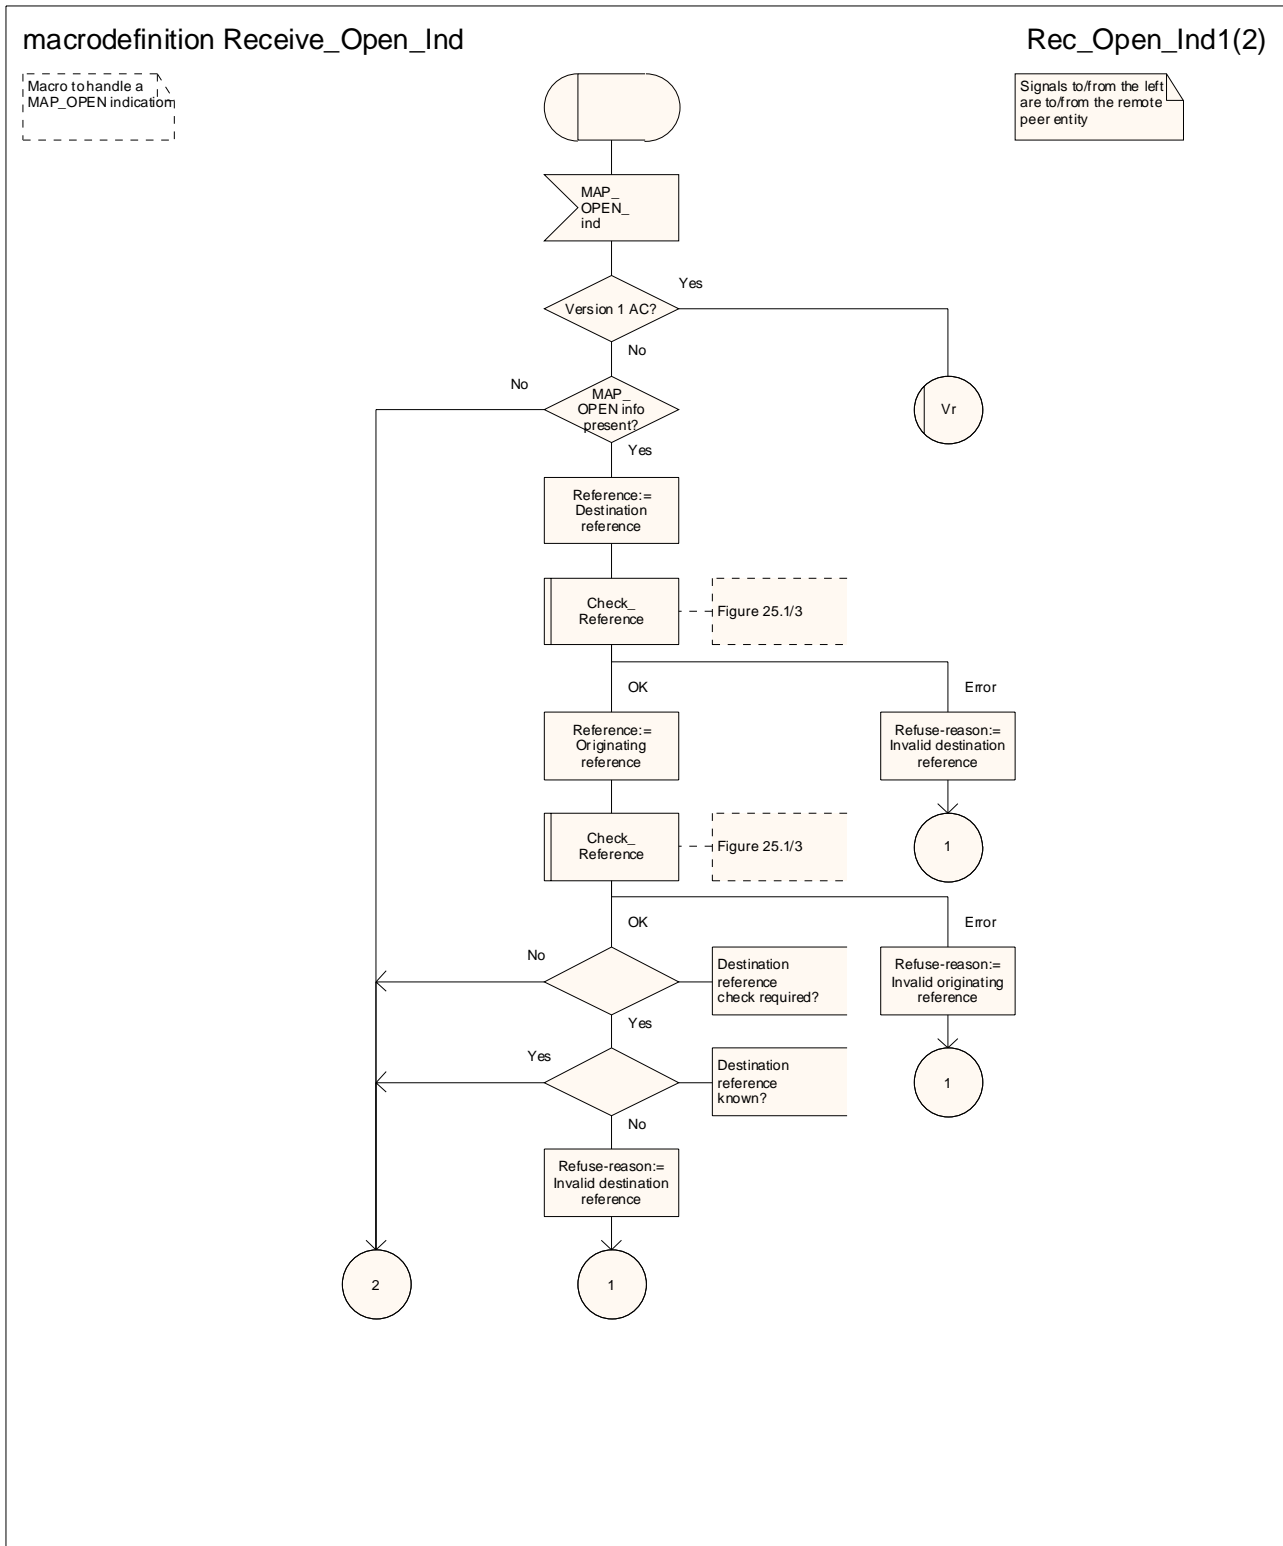 macrodefinition Receive_Open_Ind
Rec_Open_Ind1(2)
Macro to handle a
MAP_OPEN indication
Signals to/from the left
are to/from the remote
peer entity
MAP_
OPEN_
ind
Yes
Version 1 AC?
No
No
MAP_
OPEN info
present?
Vr
Yes
Reference:=
Destination
reference
Check_
Reference
Figure 25.1/3
OK
Error
Reference:=
Originating
reference
Refuse-reason:=
Invalid destination
reference
Check_
Reference
Figure 25.1/3
1
OK
Error
No
Destination
reference
check required?
Refuse-reason:=
Invalid originating
reference
Yes
Yes
Destination
reference
known?
1
No
Refuse-reason:=
Invalid destination
reference
2
1